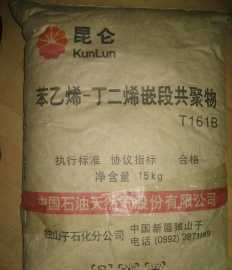 昆仑
KunLun
苯乙烯-丁二烯嵌段共聚物
T161B
执行标准 协议指标 合格
净含量 15kg
中国石油天然气股份有限公司
独山子石化分公司 中国新疆独山子
电话(0992)